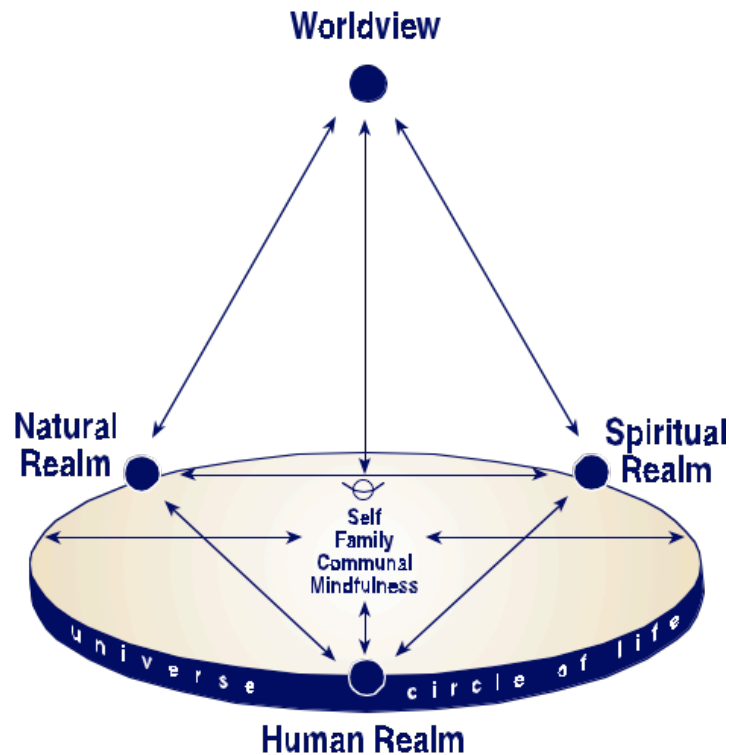 Worldview
Natural
Realm
Spiritual
Realm
Self
Family
Communal
Mindfulness
universe circle of life
Human Realm